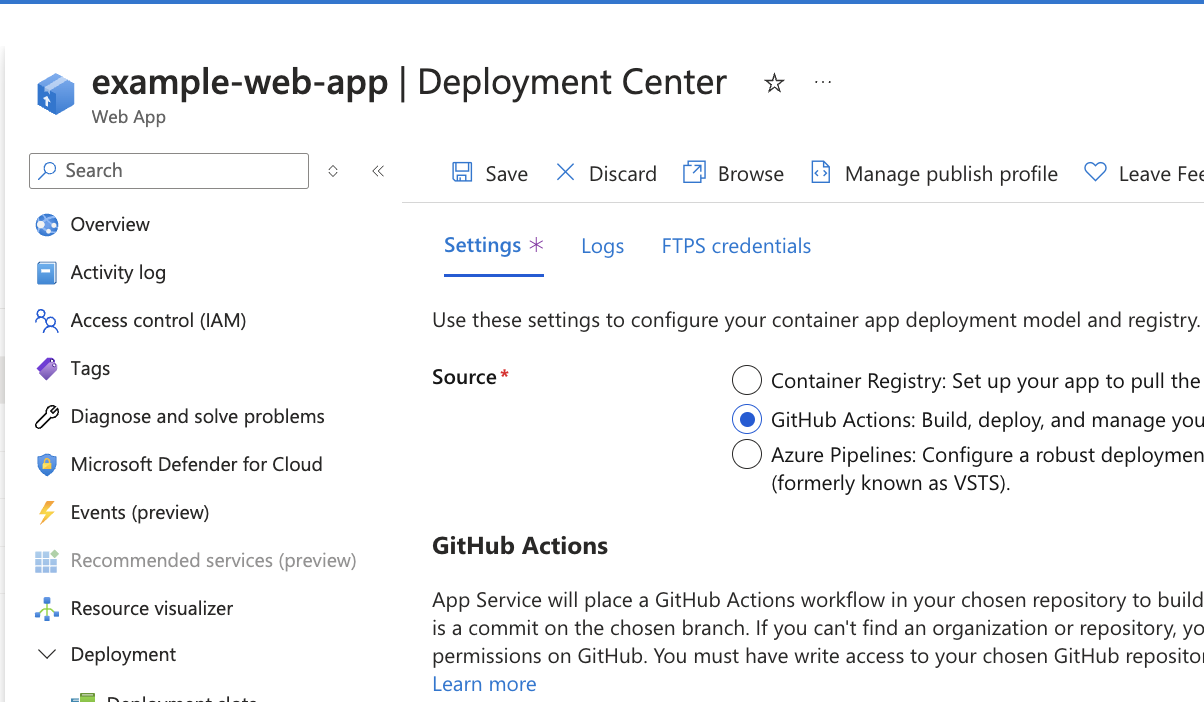 example-web-app | Deployment Center
Web App
Search
Save
Discard
Browse
Manage publish profile
Leave
Overview
Activity log
Access control (IAM)
Tags
Diagnose and solve problems
Microsoft Defender for Cloud
Events (preview)
Recommended services (preview)
Resource visualizer
Deployment
Deployment slots
Settings *
Logs
FTPS credentials
Use these settings to configure your container app deployment model and registry.
Source*
Container Registry: Set up your app to pull the
GitHub Actions: Build, deploy, and manage
Azure Pipelines: Configure a robust
(formerly known as VSTS).
GitHub Actions
App Service will place a GitHub Actions workflow in your chosen repository to build
is a commit on the chosen branch. If you can't find an organization or repository,
permissions on GitHub. You must have write access to your chosen GitHub
Learn more